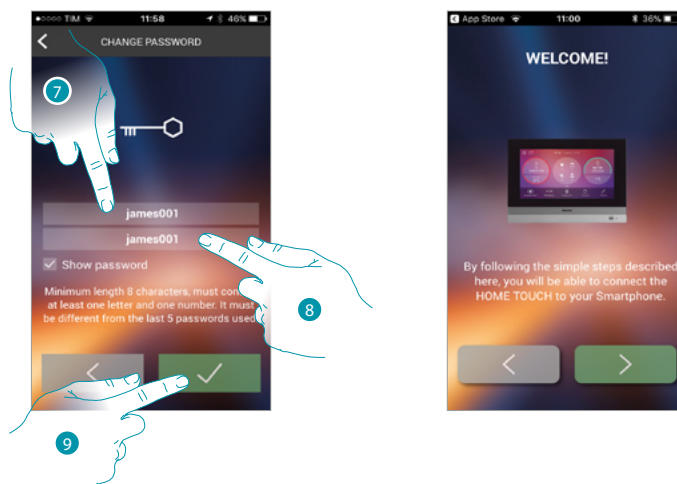 TIM 11:58 46%
CHANGE PASSWORD
7
james001
james001
Show password
Minimum length 8 characters, must
at least one letter and one number. It must
be different from the last 5 passwords used
8
9
App Store 11:00 36%
WELCOME!
By following the simple steps described
here, you will be able to connect the
HOME TOUCH to your Smartphone.